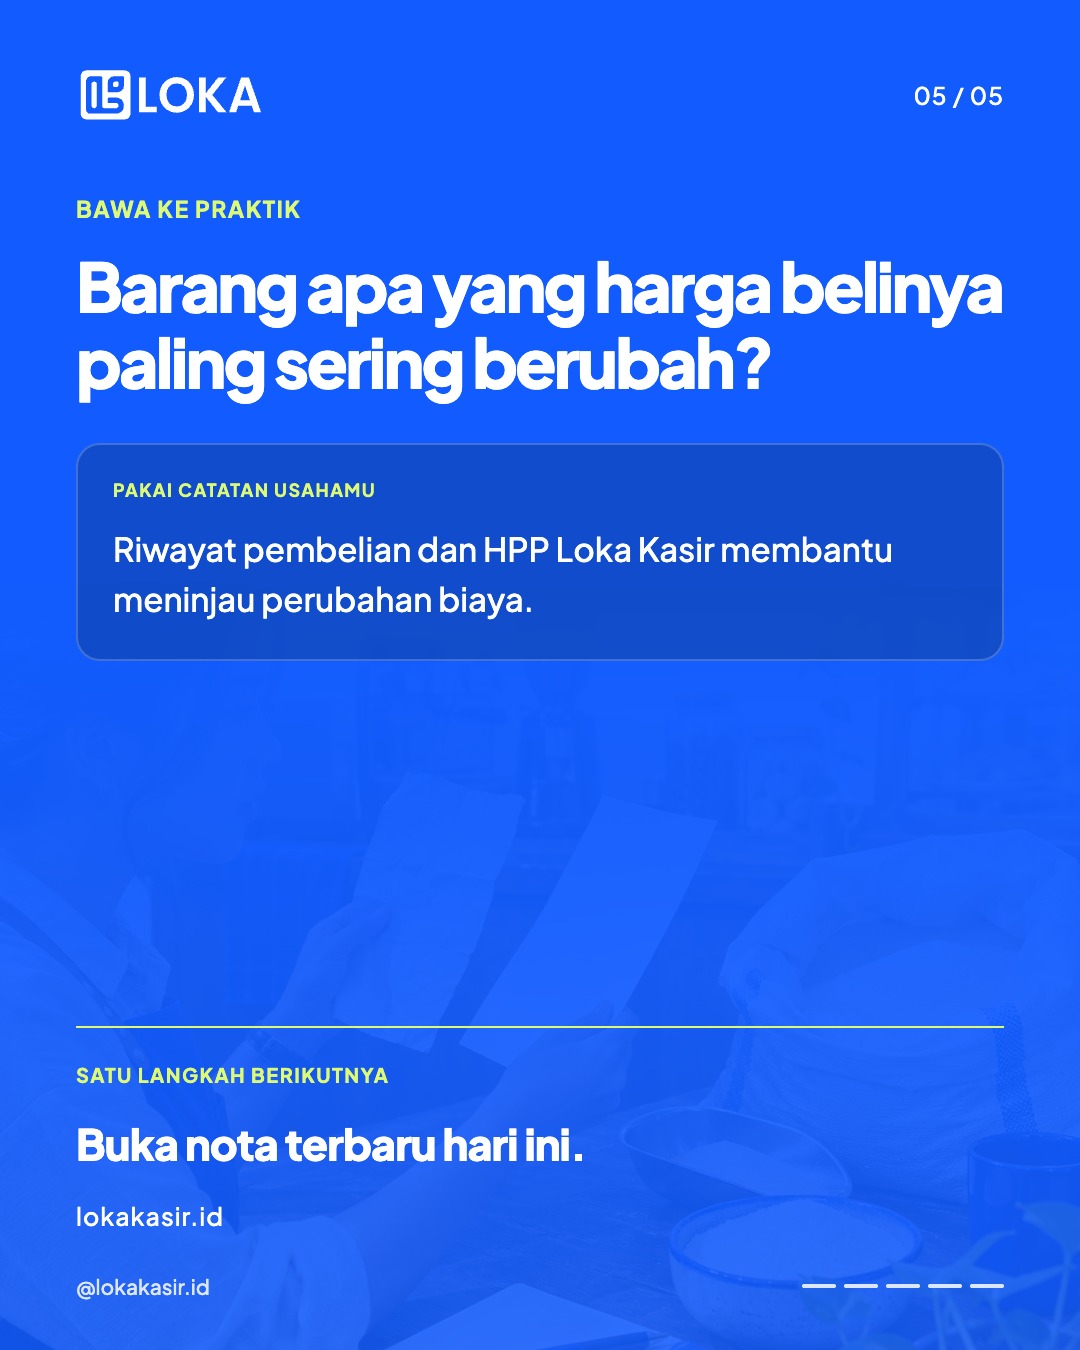 LOKA
05 / 05
BAWA KE PRAKTIK
Barang apa yang harga belinya
paling sering berubah?
PAKAI CATATAN USAHAMU
Riwayat pembelian dan HPP Loka Kasir membantu
meninjau perubahan biaya.
SATU LANGKAH BERIKUTNYA
Buka nota terbaru hari ini.
lokakasir.id
@lokakasir.id